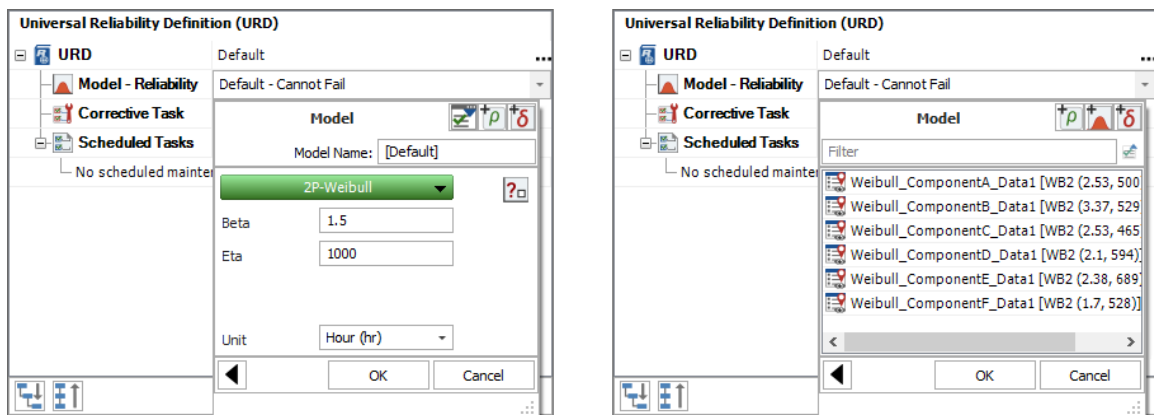 Universal Reliability Definition (URD)
URD Default ...
Model - Reliability Default - Cannot Fail
Corrective Task
Scheduled Tasks
No scheduled mainte
Model +ρ +δ
Model Name: [Default]
2P-Weibull ?
Beta 1.5
Eta 1000
Unit Hour (hr)
OK Cancel
Universal Reliability Definition (URD)
URD Default ...
Model - Reliability Default - Cannot Fail
Corrective Task
Scheduled Tasks
No scheduled mainte
Model +ρ + +δ
Filter
Weibull_ComponentA_Data1 [WB2 (2.53, 500
Weibull_ComponentB_Data1 [WB2 (3.37, 529
Weibull_ComponentC_Data1 [WB2 (2.53, 465
Weibull_ComponentD_Data1 [WB2 (2.1, 594)]
Weibull_ComponentE_Data1 [WB2 (2.38, 689)
Weibull_ComponentF_Data1 [WB2 (1.7, 528)]
OK Cancel